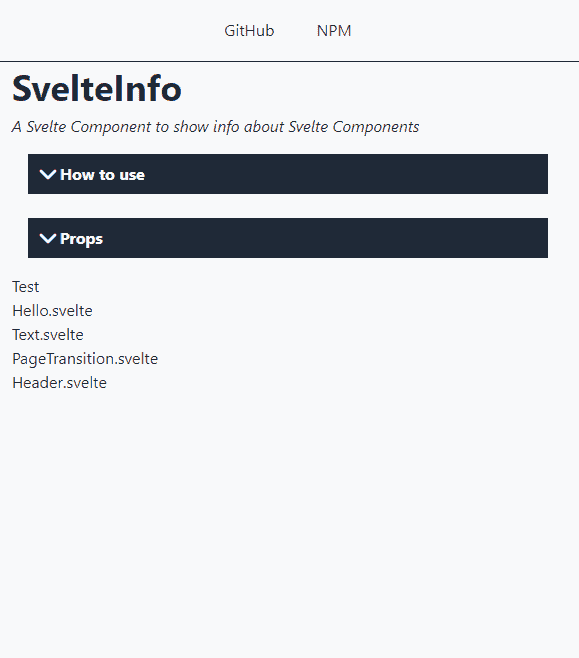 GitHub NPM
SvelteInfo
A Svelte Component to show info about Svelte Components
How to use
Props
Test
Hello.svelte
Text.svelte
PageTransition.svelte
Header.svelte